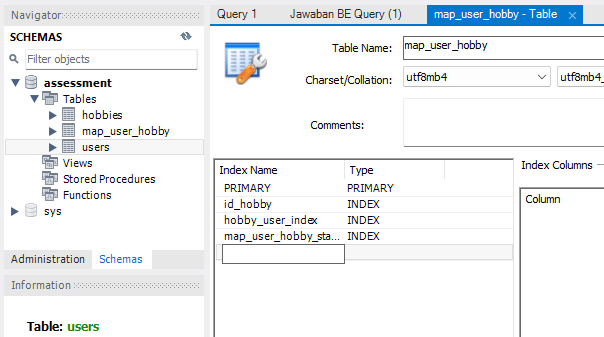 Navigator
SCHEMAS
Filter objects
assessment
Tables
hobbies
map_user_hobby
users
Views
Stored Procedures
Functions
sys
Administration Schemas
Information
Table: users
Query 1 Jawaban BE Query (1) map_user_hobby - Table
Table Name: map_user_hobby
Charset/Collation: utf8mb4 utf8mb4_
Comments:
Index Name Type
PRIMARY PRIMARY
id_hobby INDEX
hobby_user_index INDEX
map_user_hobby_sta... INDEX
Index Columns
Column